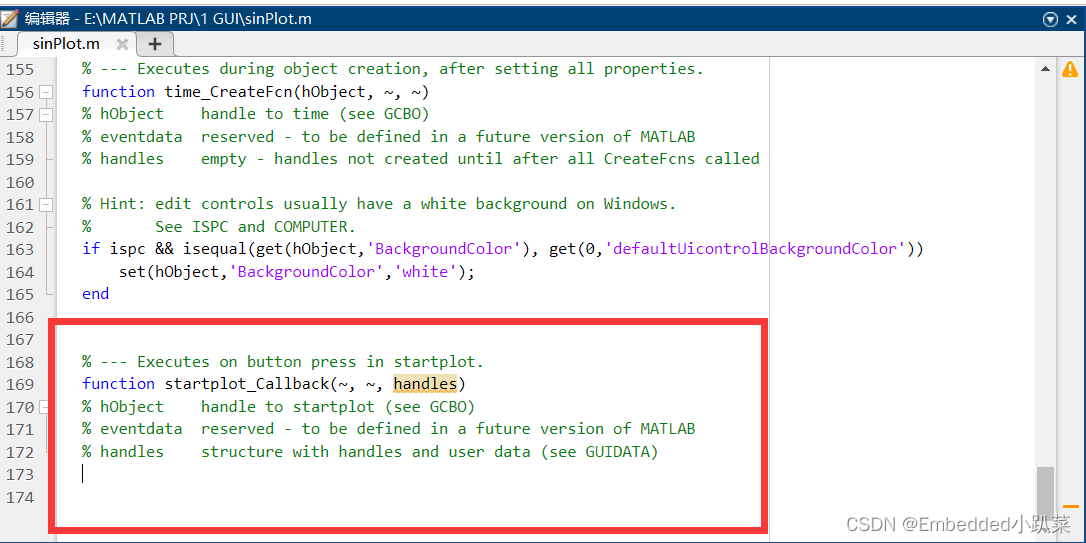 编辑器 - E:\MATLAB PRJ\1 GUI\sinPlot.m
sinPlot.m
155 % --- Executes during object creation, after setting all properties.
156 function time_CreateFcn(hObject, ~, ~)
157 % hObject    handle to time (see GCBO)
158 % eventdata  reserved - to be defined in a future version of MATLAB
159 % handles    empty - handles not created until after all CreateFcns called
160
161 % Hint: edit controls usually have a white background on Windows.
162 %       See ISPC and COMPUTER.
163 if ispc && isequal(get(hObject,'BackgroundColor'), get(0,'defaultUicontrolBackgroundColor'))
164     set(hObject,'BackgroundColor','white');
165 end
166
167
168 % --- Executes on button press in startplot.
169 function startplot_Callback(~, ~, handles)
170 % hObject    handle to startplot (see GCBO)
171 % eventdata  reserved - to be defined in a future version of MATLAB
172 % handles    structure with handles and user data (see GUIDATA)
173
174
CSDN @Embedded小趴菜